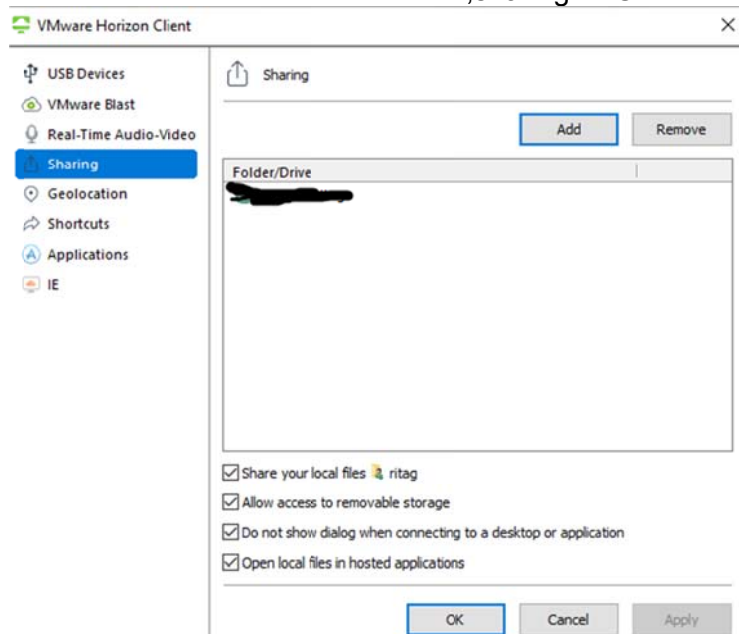 VMware Horizon Client
USB Devices
VMware Blast
Real-Time Audio-Video
Sharing
Geolocation
Shortcuts
Applications
IE
Sharing
Add Remove
Folder/Drive
Share your local files ritag
Allow access to removable storage
Do not show dialog when connecting to a desktop or application
Open local files in hosted applications
OK Cancel Apply